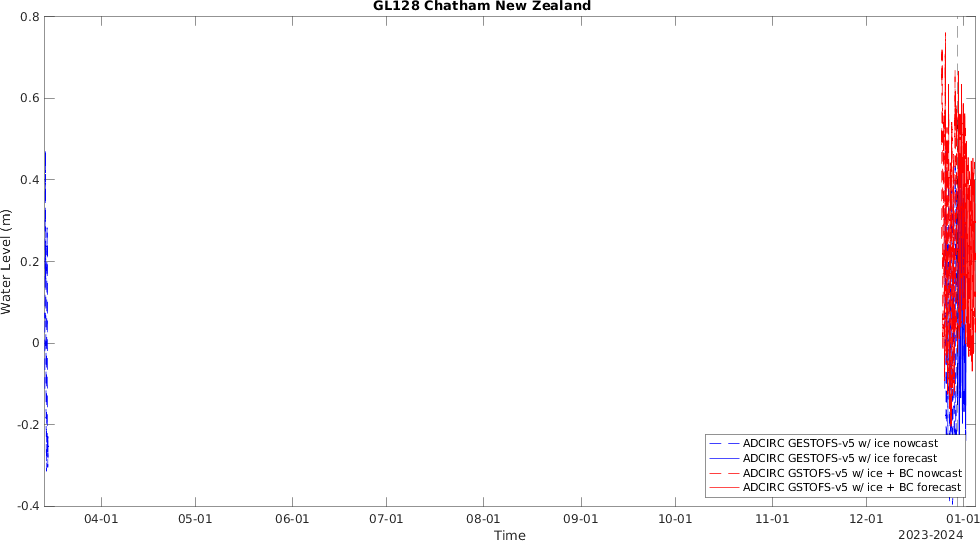 GL128 Chatham New Zealand
0.8
0.6
0.4
0.2
0
-0.2
-0.4
Water Level (m)
ADCIRC GESTOFS-v5 w/ ice nowcast
ADCIRC GESTOFS-v5 w/ ice forecast
ADCIRC GSTOFS-v5 w/ ice + BC nowcast
ADCIRC GSTOFS-v5 w/ ice + BC forecast
04-01 05-01 06-01 07-01 08-01 09-01 10-01 11-01 12-01 01-01
Time
2023-2024